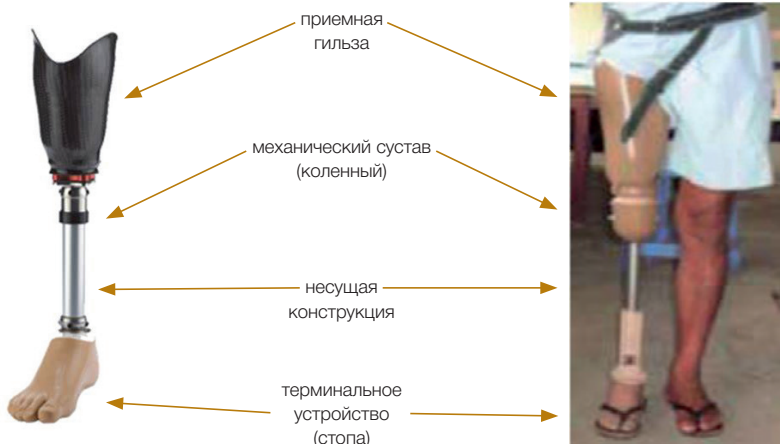 приемная
гильза
механический сустав
(коленный)
несущая
конструкция
терминальное
устройство
(стопа)